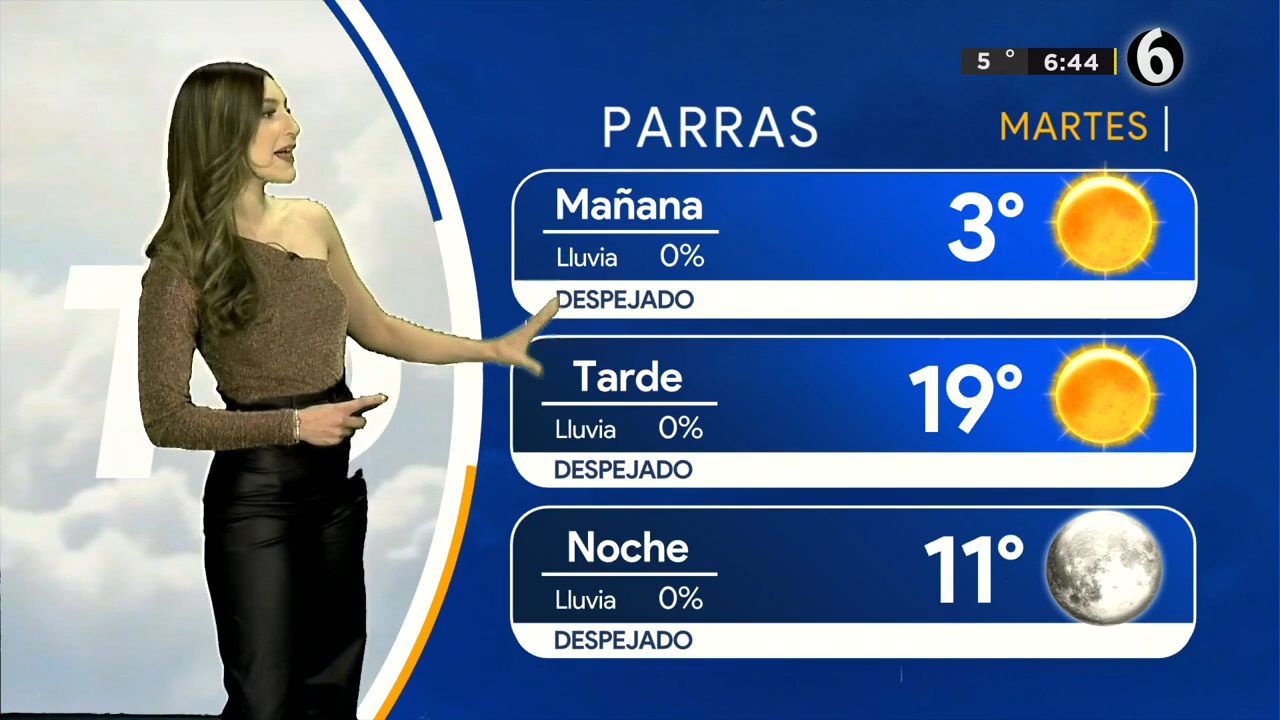 5 ° 6:44 6
PARRAS MARTES
Mañana 3°
Lluvia 0%
DESPEJADO
Tarde 19°
Lluvia 0%
DESPEJADO
Noche 11°
Lluvia 0%
DESPEJADO